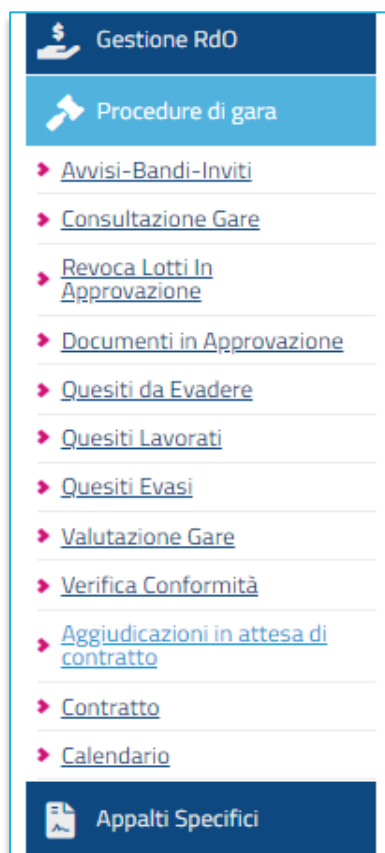 Gestione RdO
Procedure di gara
Avvisi-Bandi-Inviti
Consultazione Gare
Revoca Lotti In
Approvazione
Documenti in Approvazione
Quesiti da Evadere
Quesiti Lavorati
Quesiti Evasi
Valutazione Gare
Verifica Conformità
Aggiudicazioni in attesa di
contratto
Contratto
Calendario
Appalti Specifici